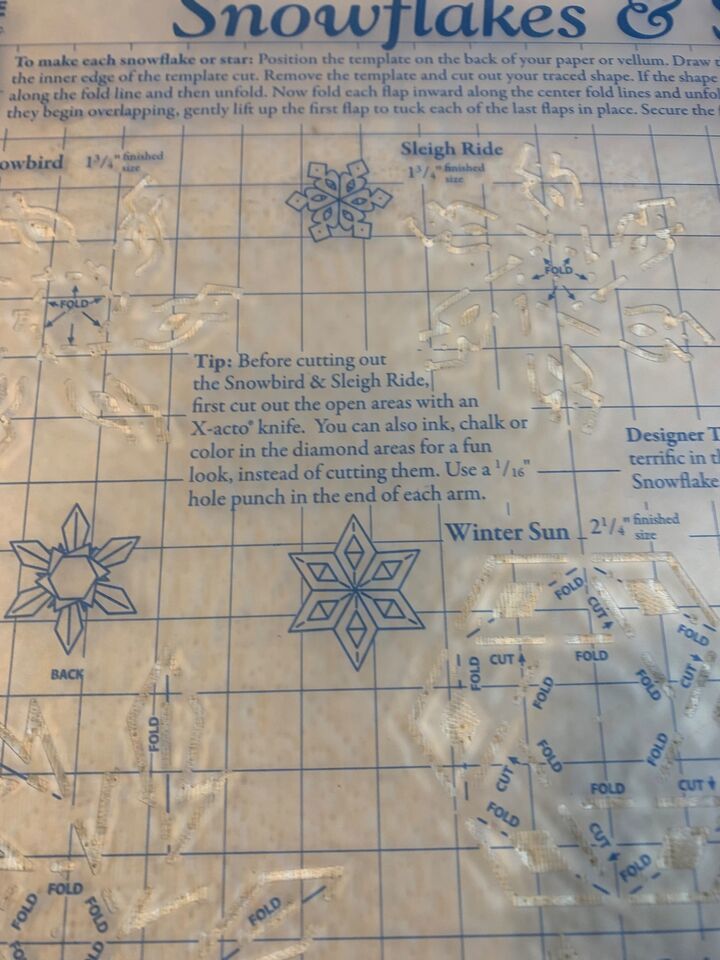 Snowflakes &
To make each snowflake or star: Position the template on the back of your paper or vellum. Draw
the inner edge of the template cut. Remove the template and cut out your traced shape. If the shape
along the fold line and then unfold. Now fold each flap inward along the center fold lines and
they begin overlapping, gently lift up the first flap to tuck each of the last flaps in place. Secure the
owbird 1 3/4" finished size
Sleigh Ride
1 3/4" finished size
FOLD
FOLD
Tip: Before cutting out
the Snowbird & Sleigh Ride,
first cut out the open areas with an
X-acto® knife. You can also ink, chalk or
color in the diamond areas for a fun
look, instead of cutting them. Use a 1/16"
hole punch in the end of each arm.
Designer
terrific in
Snowflake
Winter Sun 2 1/4" finished size
BACK
FOLD
CUT
FOLD
FOLD
CUT
FOLD
FOLD
CUT
FOLD
FOLD
FOLD
FOLD
FOLD
CUT
FOLD
CUT
FOLD
CUT
FOLD
FOLD
FOLD
FOLD
FOLD